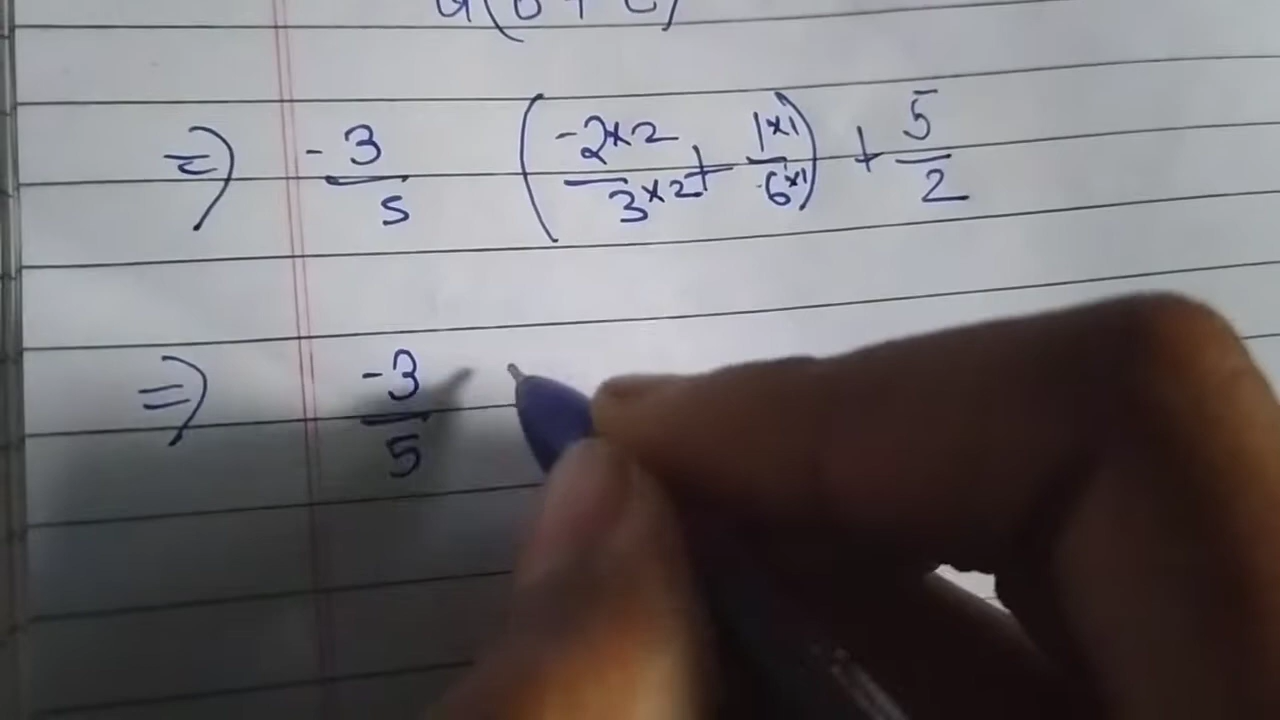 a(b+c)
⇒) -3/5 (-2×2/3×2 + 1×1/6×1) + 5/2
⇒) -3/5